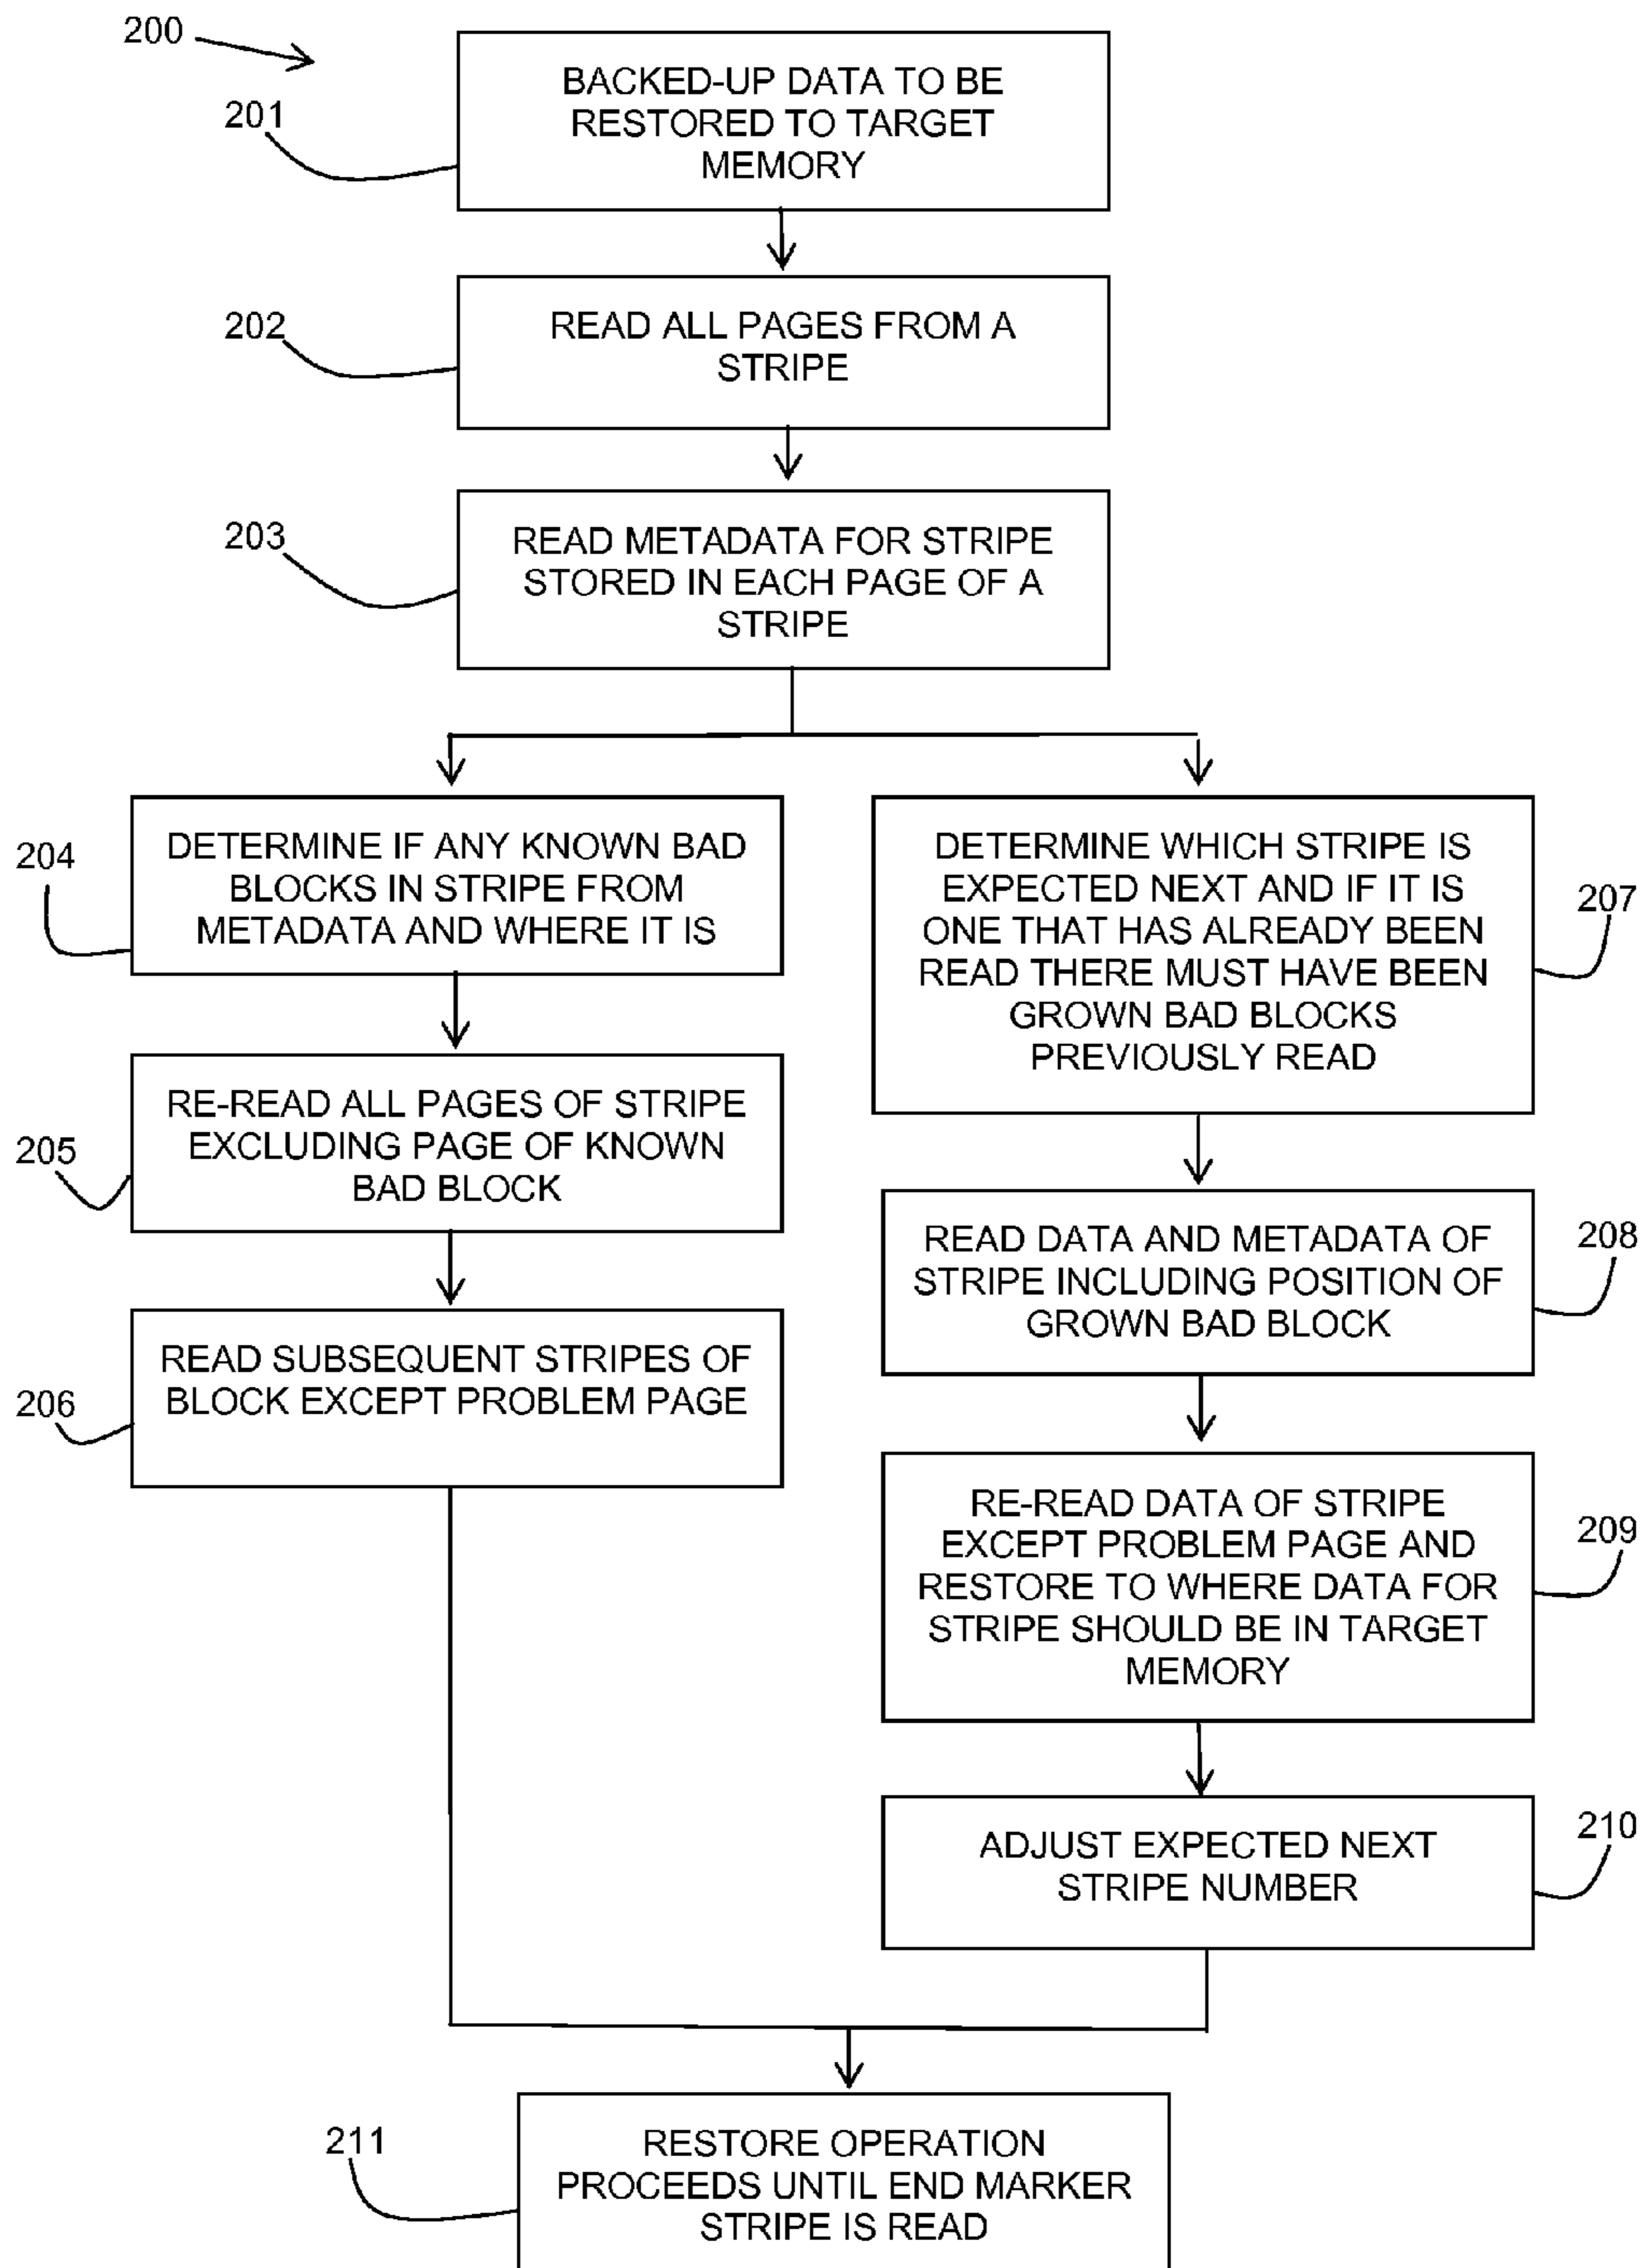 200
201
BACKED-UP DATA TO BE
RESTORED TO TARGET
MEMORY
202
READ ALL PAGES FROM A
STRIPE
203
READ METADATA FOR STRIPE
STORED IN EACH PAGE OF A
STRIPE
204
DETERMINE IF ANY KNOWN BAD
BLOCKS IN STRIPE FROM
METADATA AND WHERE IT IS
205
RE-READ ALL PAGES OF STRIPE
EXCLUDING PAGE OF KNOWN
BAD BLOCK
206
READ SUBSEQUENT STRIPES OF
BLOCK EXCEPT PROBLEM PAGE
207
DETERMINE WHICH STRIPE IS
EXPECTED NEXT AND IF IT IS
ONE THAT HAS ALREADY BEEN
READ THERE MUST HAVE BEEN
GROWN BAD BLOCKS
PREVIOUSLY READ
208
READ DATA AND METADATA OF
STRIPE INCLUDING POSITION OF
GROWN BAD BLOCK
209
RE-READ DATA OF STRIPE
EXCEPT PROBLEM PAGE AND
RESTORE TO WHERE DATA FOR
STRIPE SHOULD BE IN TARGET
MEMORY
210
ADJUST EXPECTED NEXT
STRIPE NUMBER
211
RESTORE OPERATION
PROCEEDS UNTIL END MARKER
STRIPE IS READ